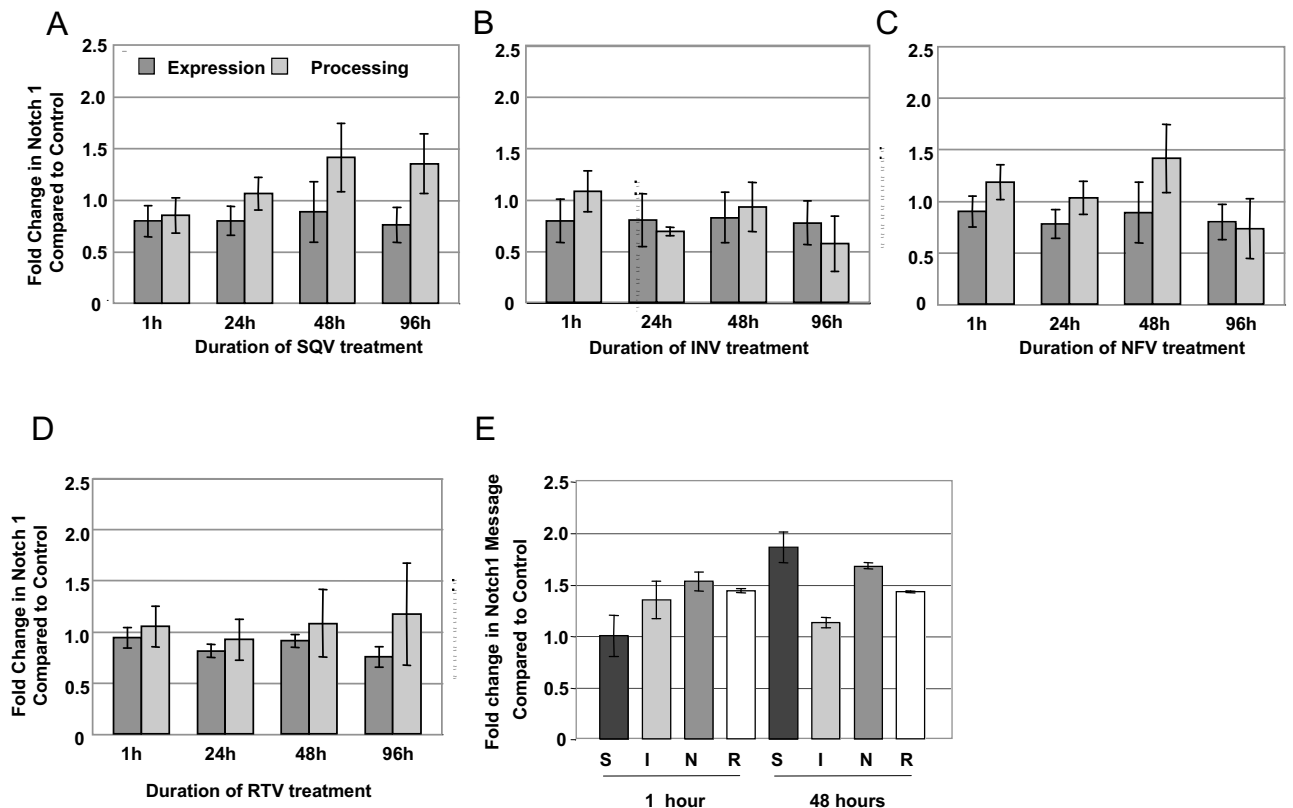 A
Fold Change in Notch 1
Compared to Control
2.5
2.0
1.5
1.0
0.5
0
Expression Processing
1h 24h 48h 96h
Duration of SQV treatment
B
2.5
2.0
1.5
1.0
0.5
0
1h 24h 48h 96h
Duration of INV treatment
C
2.5
2.0
1.5
1.0
0.5
0
1h 24h 48h 96h
Duration of NFV treatment
D
Fold Change in Notch 1
Compared to Control
2.5
2.0
1.5
1.0
0.5
0
1h 24h 48h 96h
Duration of RTV treatment
E
Fold change in Notch1 Message
Compared to Control
2.5
2.0
1.5
1.0
0.5
0
S I N R S I N R
1 hour 48 hours